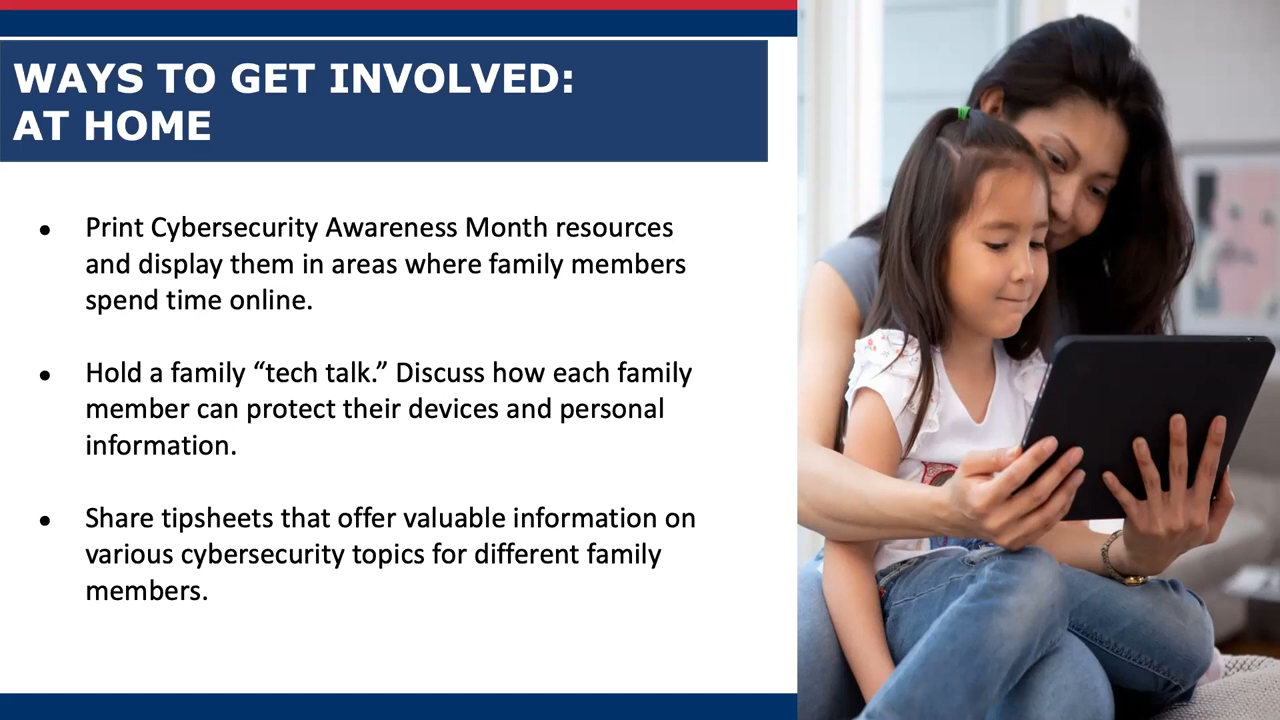 WAYS TO GET INVOLVED:
AT HOME
● Print Cybersecurity Awareness Month resources
and display them in areas where family members
spend time online.
● Hold a family “tech talk.” Discuss how each family
member can protect their devices and personal
information.
● Share tipsheets that offer valuable information on
various cybersecurity topics for different family
members.